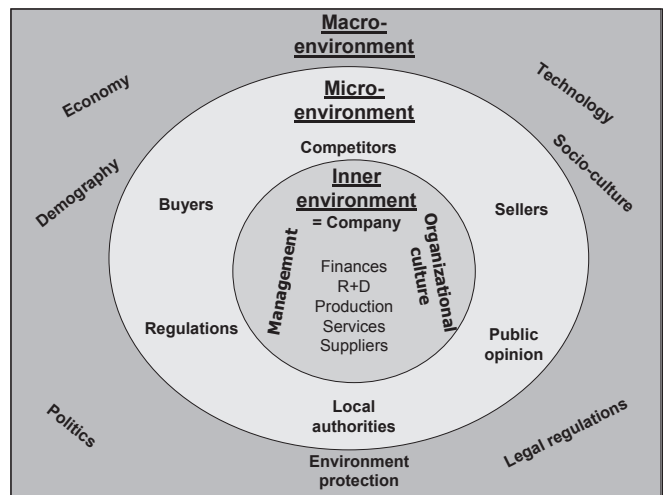 Macro-
environment
Economy
Technology
Micro-
environment
Demography
Socio-culture
Competitors
Buyers
Sellers
Inner
environment
= Company
Management
Organizational
culture
Finances
R+D
Production
Services
Suppliers
Regulations
Public
opinion
Local
authorities
Politics
Legal regulations
Environment
protection